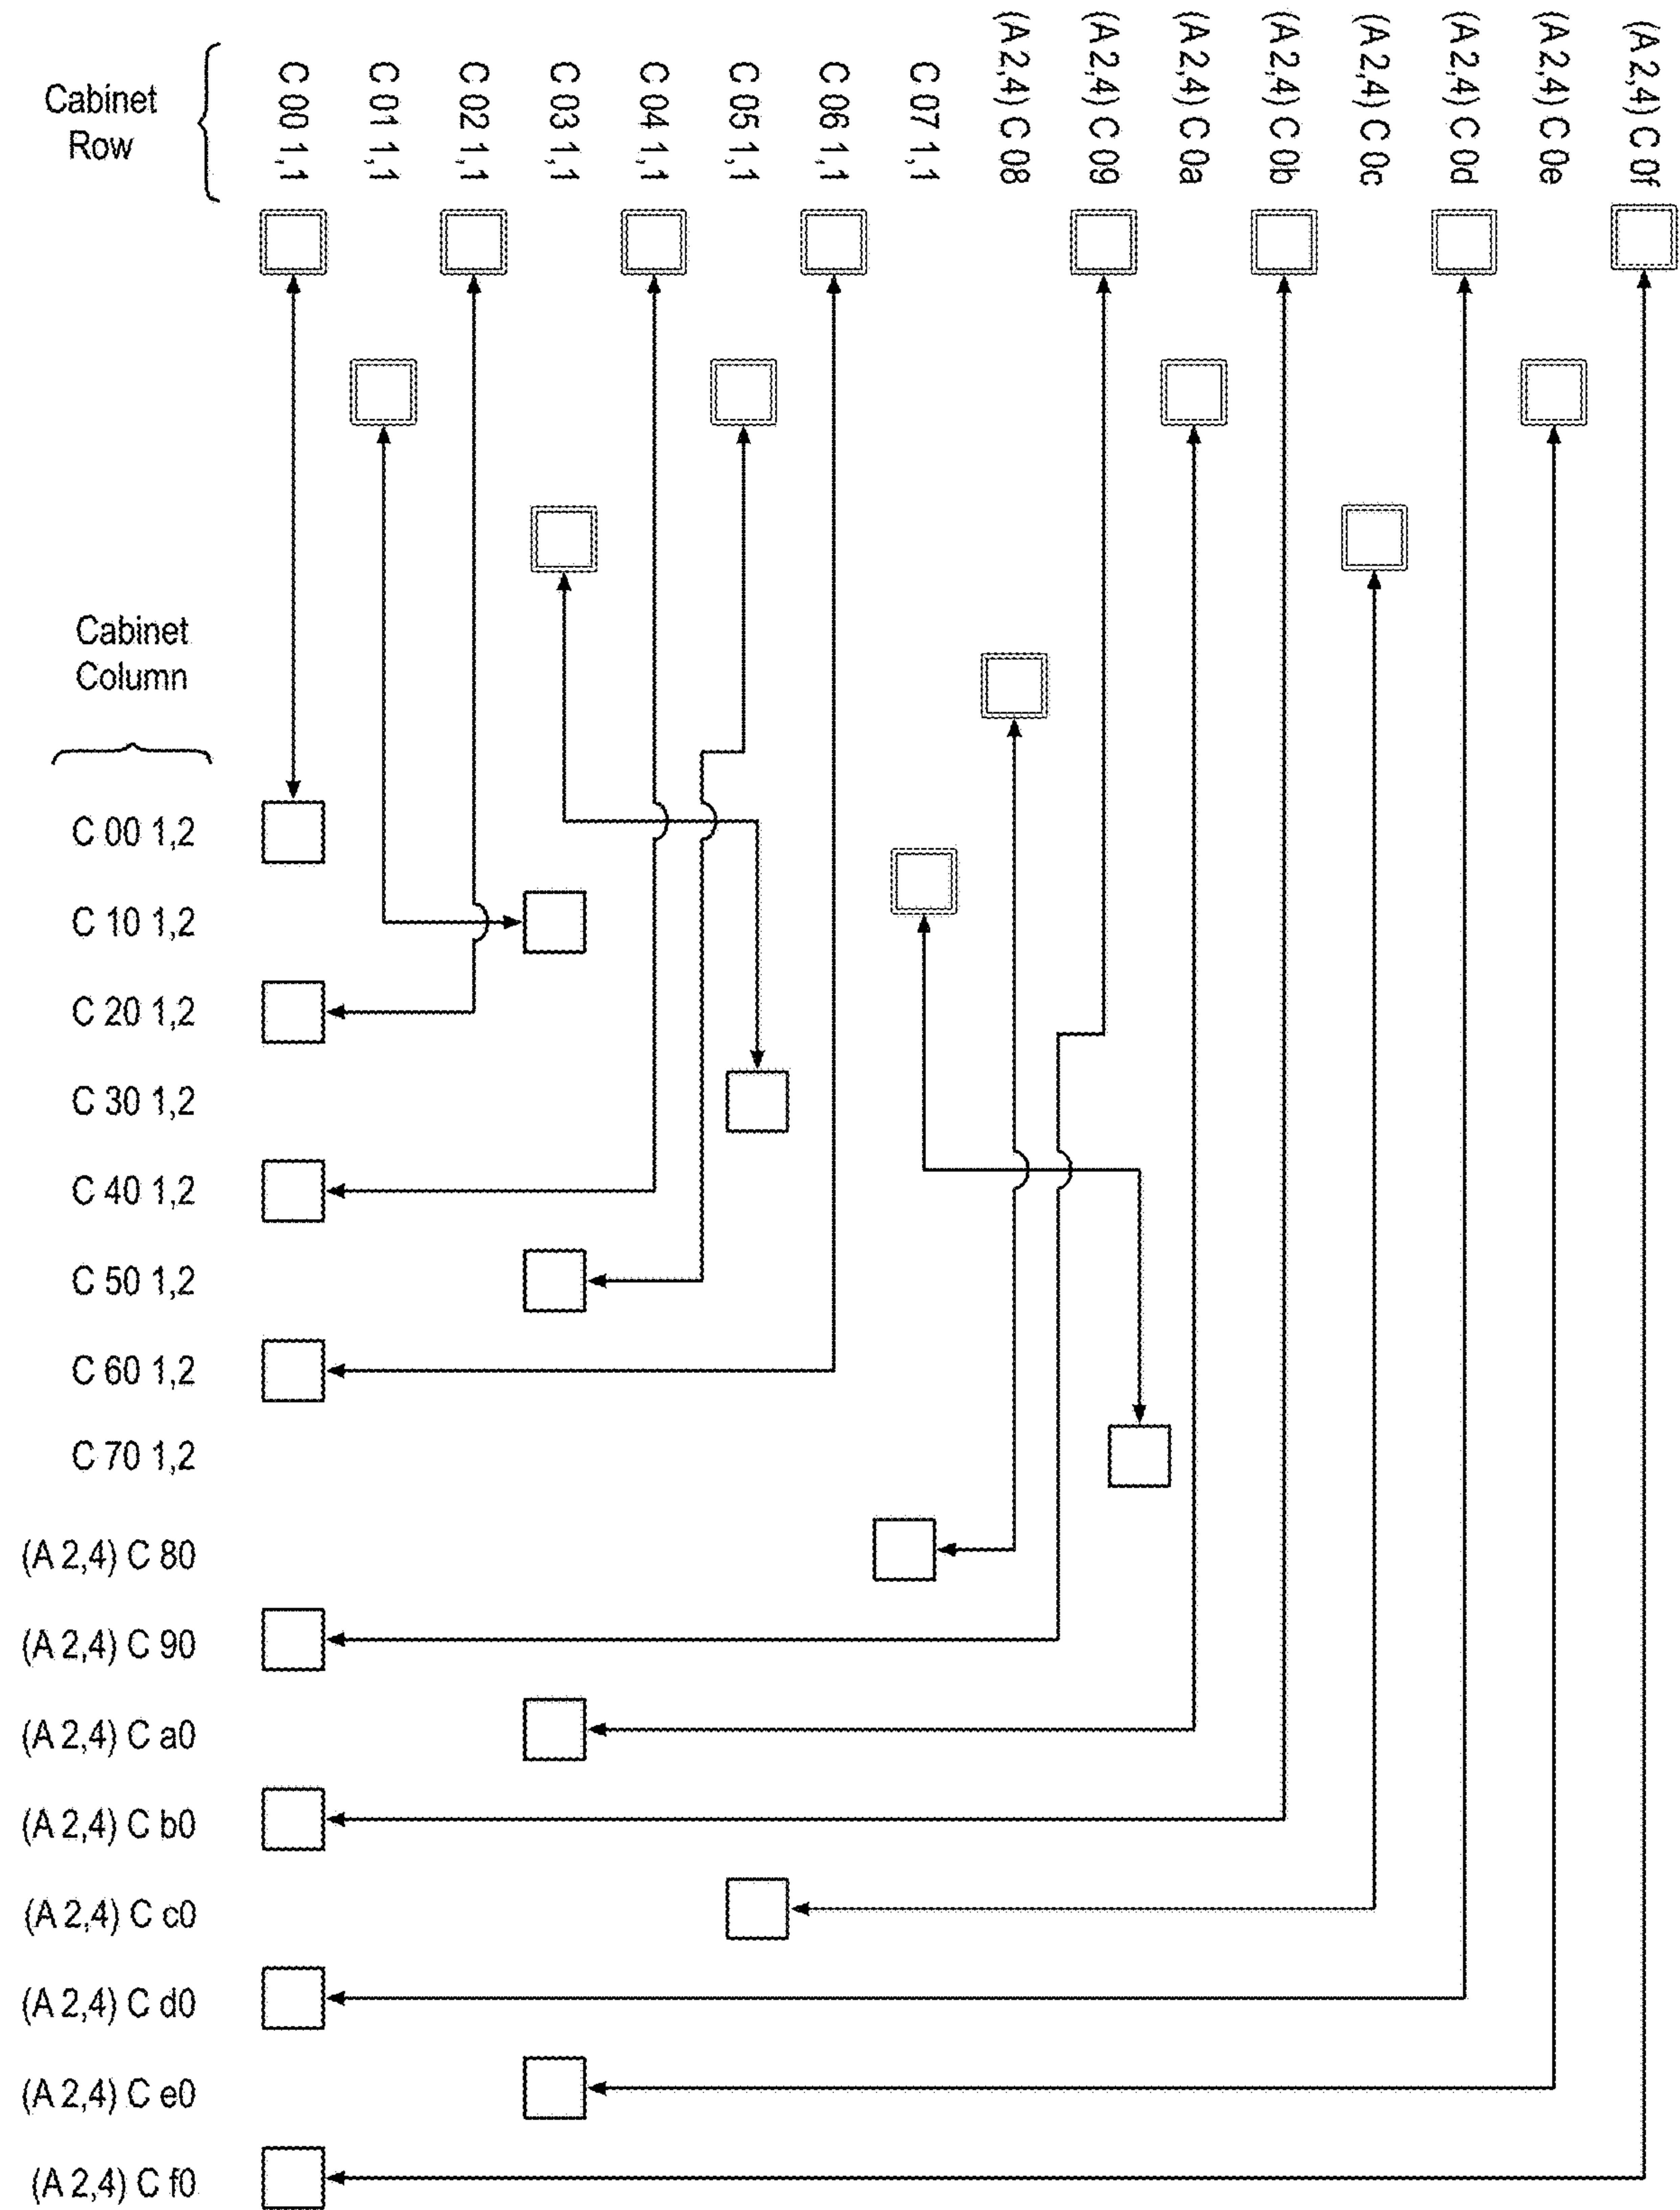 Cabinet
Row
C 00 1,1
C 01 1,1
C 02 1,1
C 03 1,1
C 04 1,1
C 05 1,1
C 06 1,1
C 07 1,1
(A 2,4) C 08
(A 2,4) C 09
(A 2,4) C 0a
(A 2,4) C 0b
(A 2,4) C 0c
(A 2,4) C 0d
(A 2,4) C 0e
(A 2,4) C 0f
Cabinet
Column
C 00 1,2
C 10 1,2
C 20 1,2
C 30 1,2
C 40 1,2
C 50 1,2
C 60 1,2
C 70 1,2
(A 2,4) C 80
(A 2,4) C 90
(A 2,4) C a0
(A 2,4) C b0
(A 2,4) C c0
(A 2,4) C d0
(A 2,4) C e0
(A 2,4) C f0